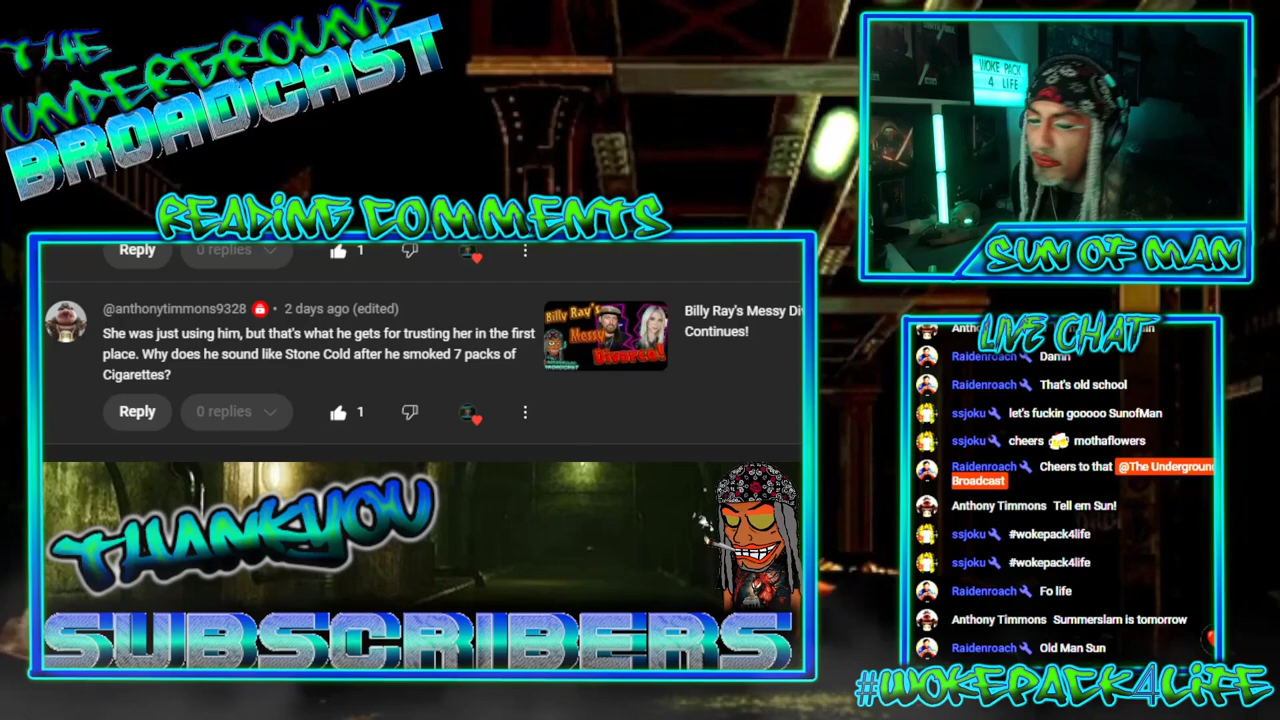 THE
UNDERGROUND
BROADCAST
READING COMMENTS
Reply 0 replies 1
@anthonytimmons9328 2 days ago (edited)
She was just using him, but that's what he gets for trusting her in the first
place. Why does he sound like Stone Cold after he smoked 7 packs of
Cigarettes?
Billy Ray's
Messy
Divorce!
Billy Ray's Messy Di
Continues!
Reply 0 replies 1
THANK YOU
SUBSCRIBERS
WOKE PACK
4 LIFE
SUN OF MAN
LIVE CHAT
Raidenroach Damn
Raidenroach That's old school
ssjoku let's fuckin gooooo SunofMan
ssjoku cheers mothaflowers
Raidenroach Cheers to that @The Underground
Broadcast
Anthony Timmons Tell em Sun!
ssjoku #wokepack4life
ssjoku #wokepack4life
Raidenroach Fo life
Anthony Timmons Summerslam is tomorrow
Raidenroach Old Man Sun
#WOKEPACK4LIFE